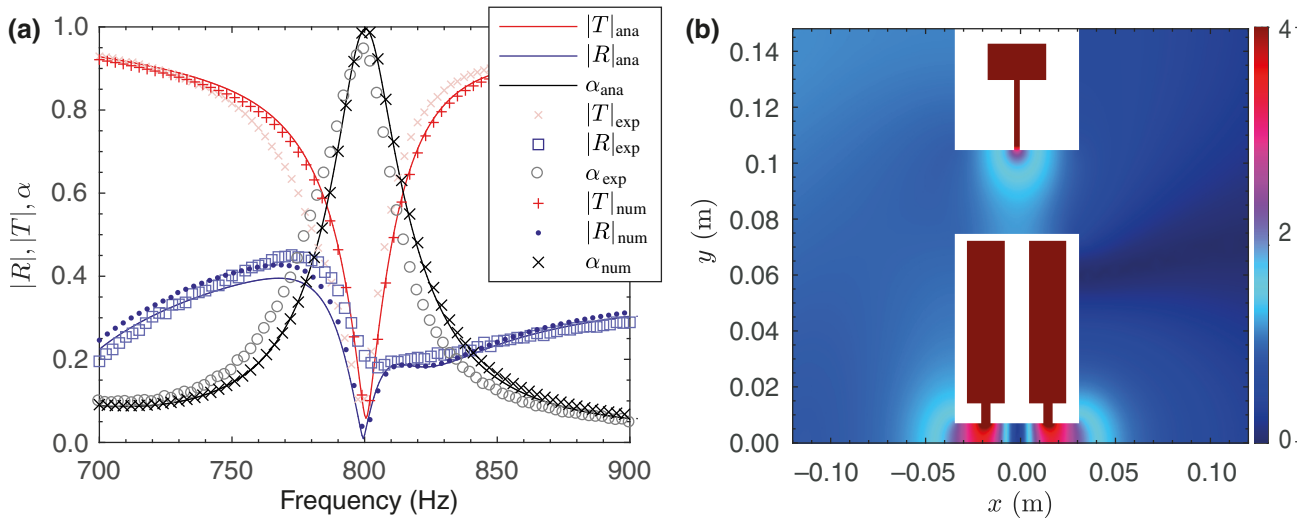 (a)
1.0
0.8
0.6
0.4
0.2
0.0
|R|, |T|, α
700
750
800
850
900
Frequency (Hz)
|T|ana
|R|ana
αana
|T|exp
|R|exp
αexp
|T|num
|R|num
αnum
(b)
0.14
0.12
0.1
0.08
0.06
0.04
0.02
0.00
y (m)
−0.10
−0.05
0.00
0.05
0.10
x (m)
4
2
0